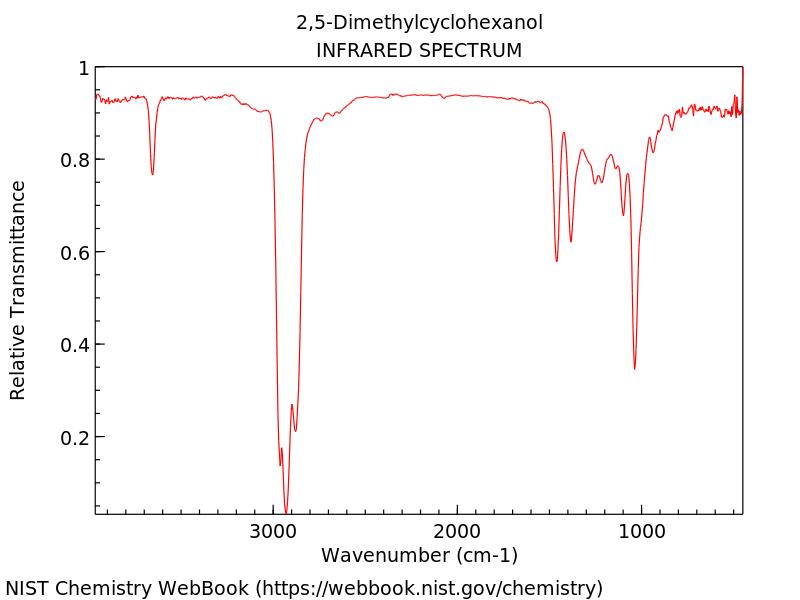 2,5-Dimethylcyclohexanol
INFRARED SPECTRUM
1
0.8
0.6
0.4
0.2
Relative Transmittance
3000 2000 1000
Wavenumber (cm-1)
NIST Chemistry WebBook (https://webbook.nist.gov/chemistry)